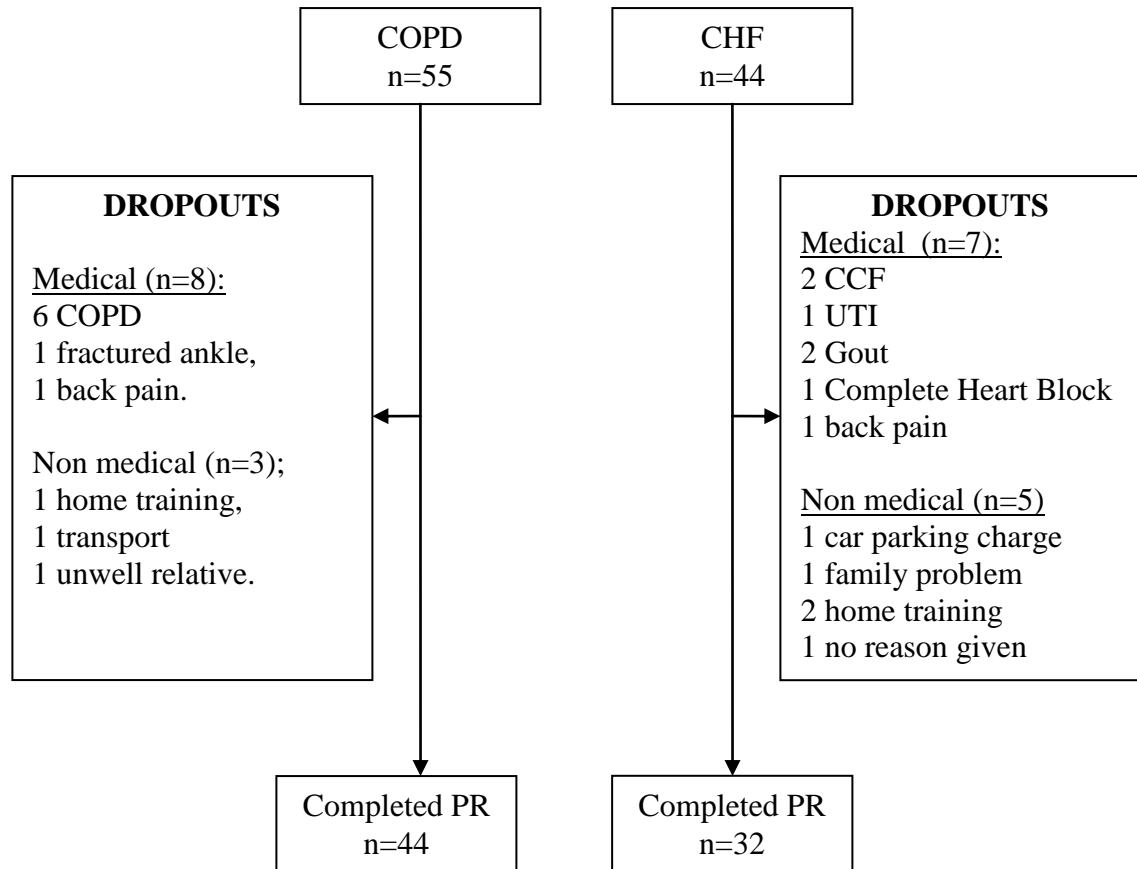 COPD
n=55
CHF
n=44
DROPOUTS
Medical (n=8):
6 COPD
1 fractured ankle,
1 back pain.
Non medical (n=3);
1 home training,
1 transport
1 unwell relative.
DROPOUTS
Medical  (n=7):
2 CCF
1 UTI
2 Gout
1 Complete Heart Block
1 back pain
Non medical (n=5)
1 car parking charge
1 family problem
2 home training
1 no reason given
Completed PR
n=44
Completed PR
n=32